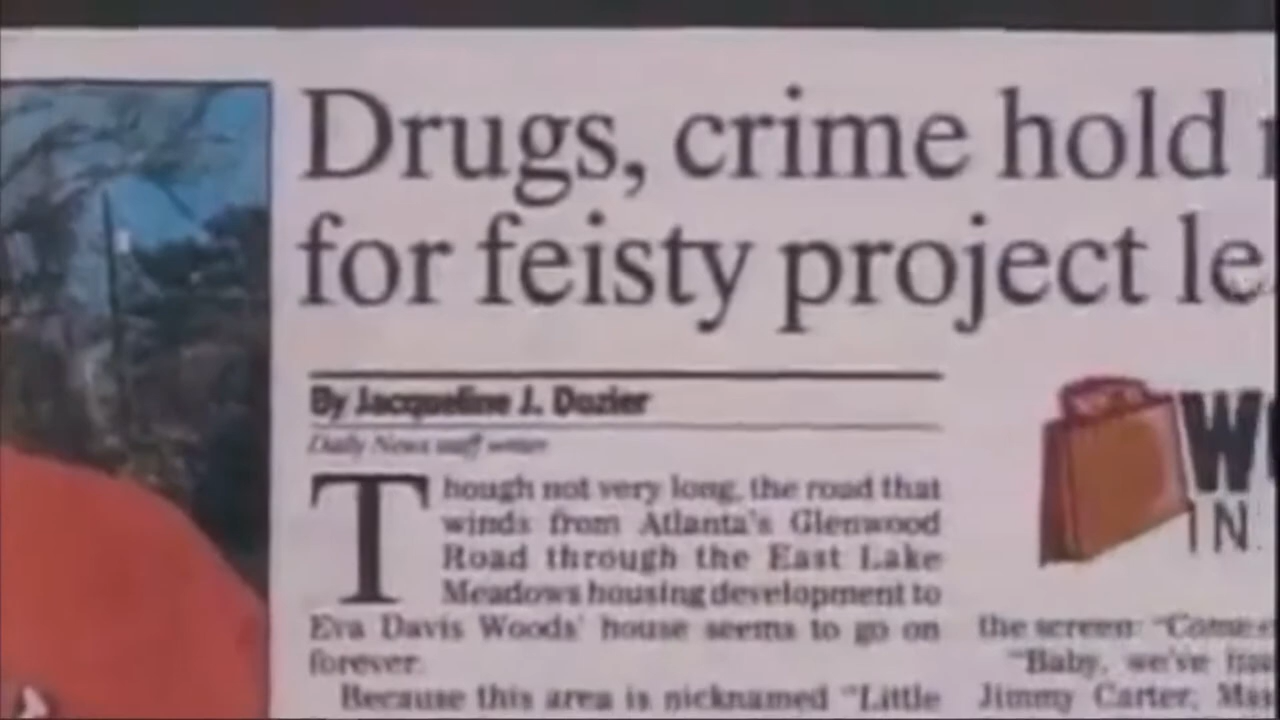 Drugs, crime hold
for feisty project le
By Jacqueline J. Dozier
Daily News staff writer
Though not very long, the road that
winds from Atlanta's Glenwood
Road through the East Lake
Meadows housing development to
Eva Davis Woods' house seems to go on
forever.
Because this area is nicknamed "Little
W
IN
the screen: "Come
"Baby, we've
Jimmy Carter,